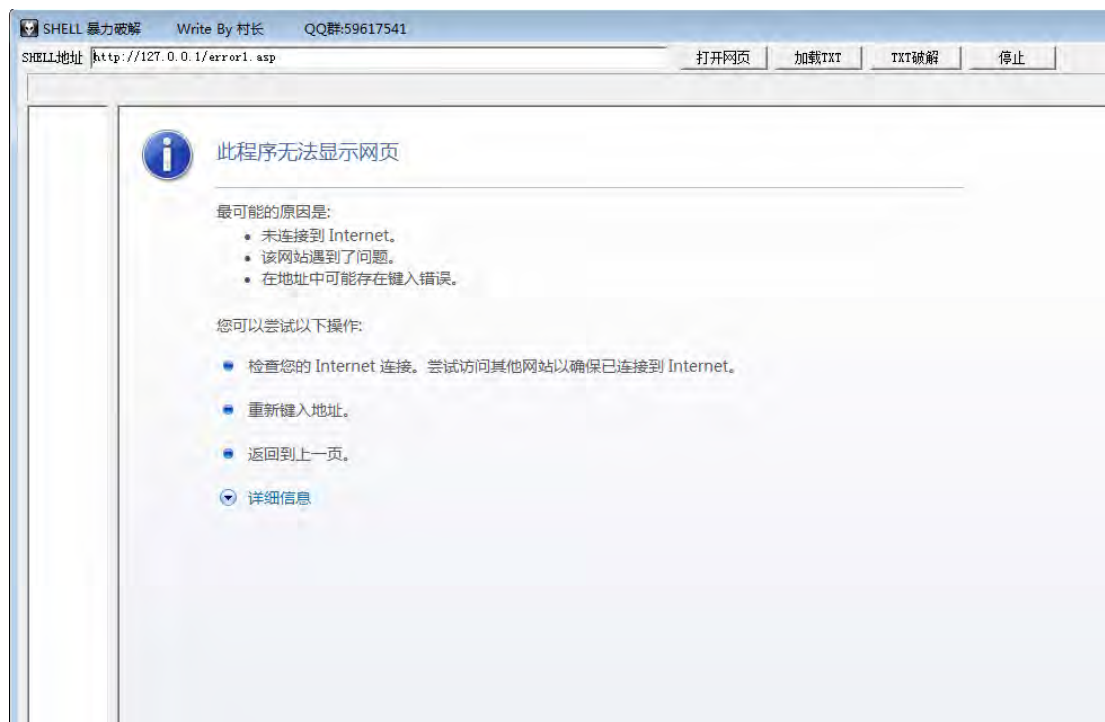 SHELL 暴力破解 Write By 村长 QQ群:59617541
SHELL地址 http://127.0.0.1/error1.asp 打开网页 加载TXT TXT破解 停止
此程序无法显示网页
最可能的原因是:
未连接到 Internet。
该网站遇到了问题。
在地址中可能存在键入错误。
您可以尝试以下操作:
检查您的 Internet 连接。尝试访问其他网站以确保已连接到 Internet。
重新键入地址。
返回到上一页。
详细信息